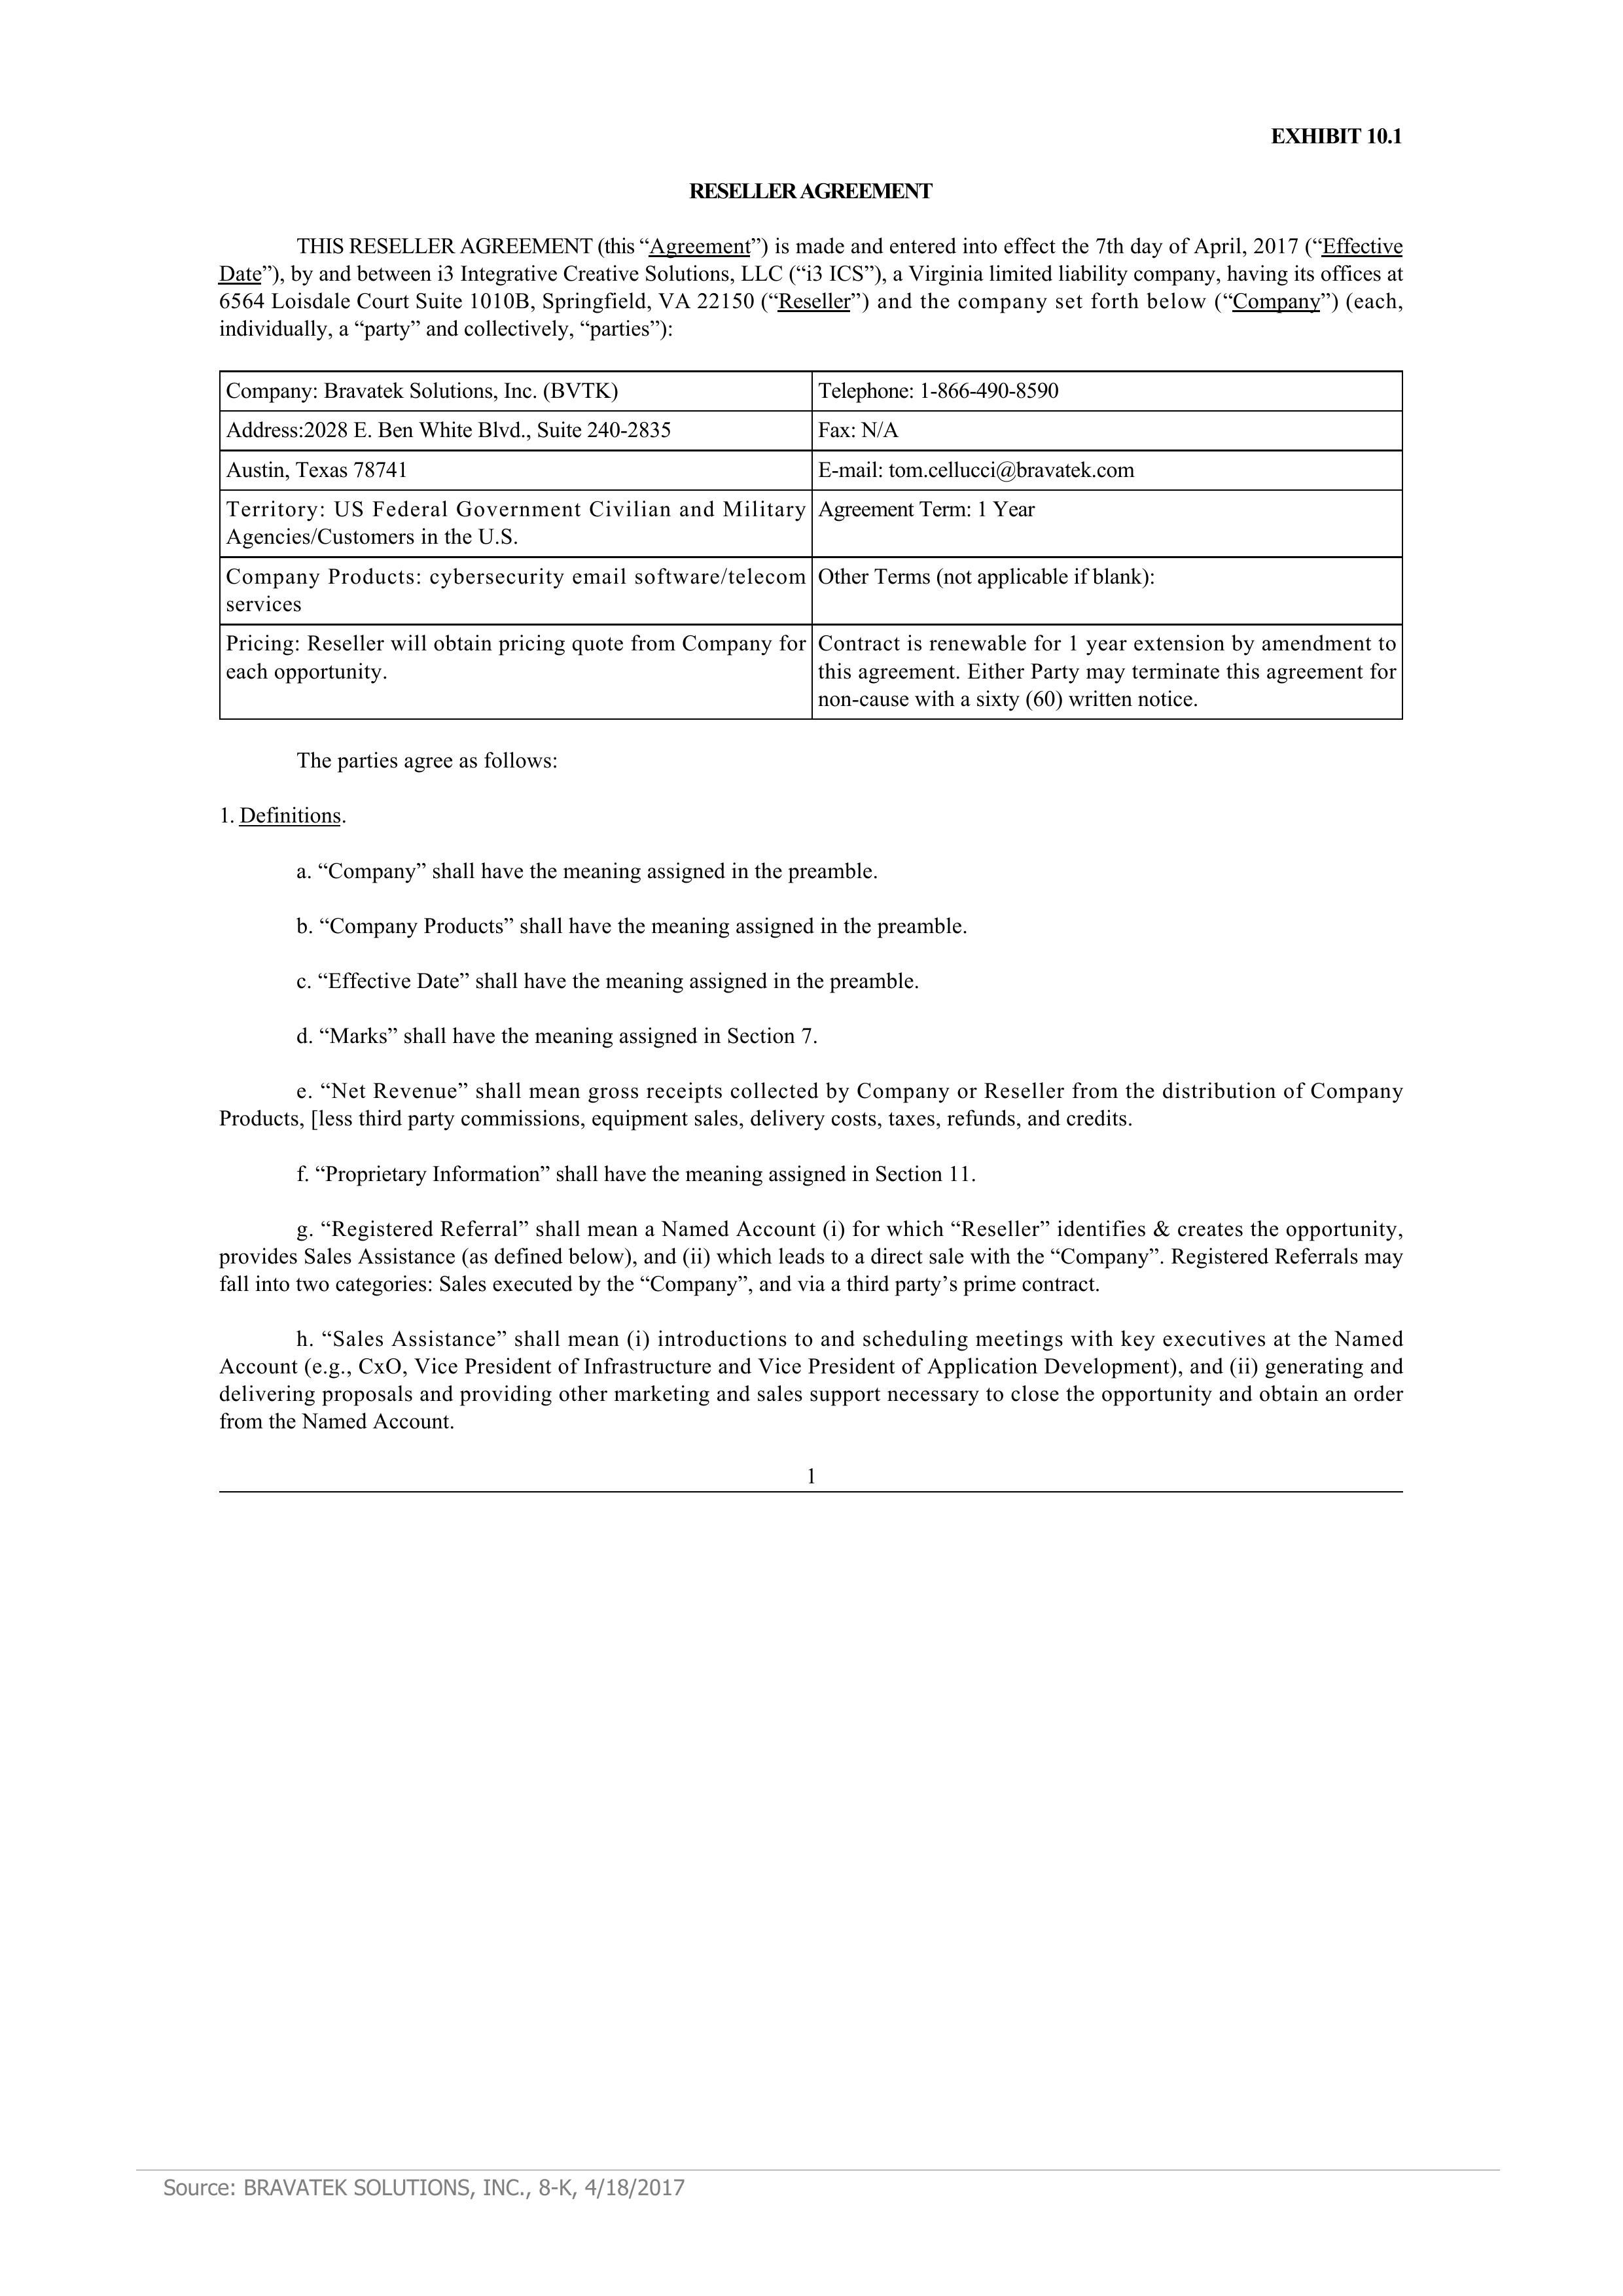 EXHIBIT 10.1
RESELLER AGREEMENT
THIS RESELLER AGREEMENT (this “Agreement”) is made and entered into effect the 7th day of April, 2017 (“Effective
Date”), by and between i3 Integrative Creative Solutions, LLC (“i3 ICS”), a Virginia limited liability company, having its offices at
6564 Loisdale Court Suite 1010B, Springfield, VA 22150 (“Reseller”) and the company set forth below (“Company”) (each,
individually, a “party” and collectively, “parties”):
Company: Bravatek Solutions, Inc. (BVTK)
Telephone: 1-866-490-8590
Address:2028 E. Ben White Blvd., Suite 240-2835
Fax: N/A
Austin, Texas 78741
E-mail: tom.cellucci@bravatek.com
Territory: US Federal Government Civilian and Military
Agencies/Customers in the U.S.
Agreement Term: 1 Year
Company Products: cybersecurity email software/telecom
services
Other Terms (not applicable if blank):
Pricing: Reseller will obtain pricing quote from Company for
each opportunity.
Contract is renewable for 1 year extension by amendment to
this agreement. Either Party may terminate this agreement for
non-cause with a sixty (60) written notice.
The parties agree as follows:
1. Definitions.
a. “Company” shall have the meaning assigned in the preamble.
b. “Company Products” shall have the meaning assigned in the preamble.
c. “Effective Date” shall have the meaning assigned in the preamble.
d. “Marks” shall have the meaning assigned in Section 7.
e. “Net Revenue” shall mean gross receipts collected by Company or Reseller from the distribution of Company
Products, [less third party commissions, equipment sales, delivery costs, taxes, refunds, and credits.
f. “Proprietary Information” shall have the meaning assigned in Section 11.
g. “Registered Referral” shall mean a Named Account (i) for which “Reseller” identifies & creates the opportunity,
provides Sales Assistance (as defined below), and (ii) which leads to a direct sale with the “Company”. Registered Referrals may
fall into two categories: Sales executed by the “Company”, and via a third party’s prime contract.
h. “Sales Assistance” shall mean (i) introductions to and scheduling meetings with key executives at the Named
Account (e.g., CxO, Vice President of Infrastructure and Vice President of Application Development), and (ii) generating and
delivering proposals and providing other marketing and sales support necessary to close the opportunity and obtain an order
from the Named Account.
1
Source: BRAVATEK SOLUTIONS, INC., 8-K, 4/18/2017